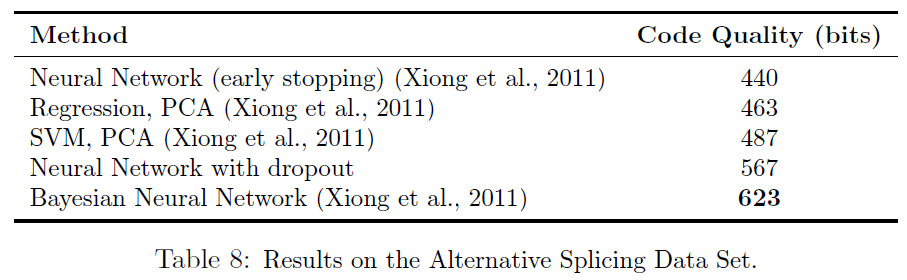 Method Code Quality (bits)
Neural Network (early stopping) (Xiong et al., 2011) 440
Regression, PCA (Xiong et al., 2011) 463
SVM, PCA (Xiong et al., 2011) 487
Neural Network with dropout 567
Bayesian Neural Network (Xiong et al., 2011) 623
Table 8: Results on the Alternative Splicing Data Set.